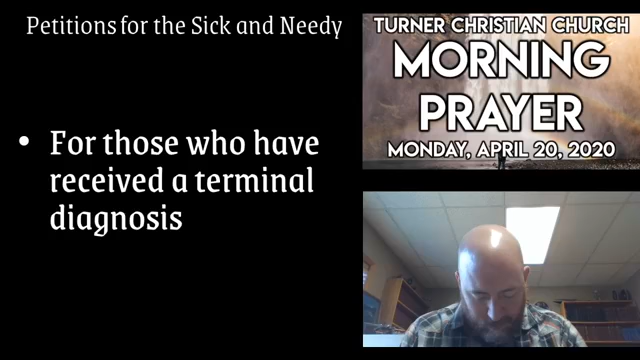 Petitions for the Sick and Needy
• For those who have
received a terminal
diagnosis
TURNER CHRISTIAN CHURCH
MORNING
PRAYER
MONDAY, APRIL 20, 2020